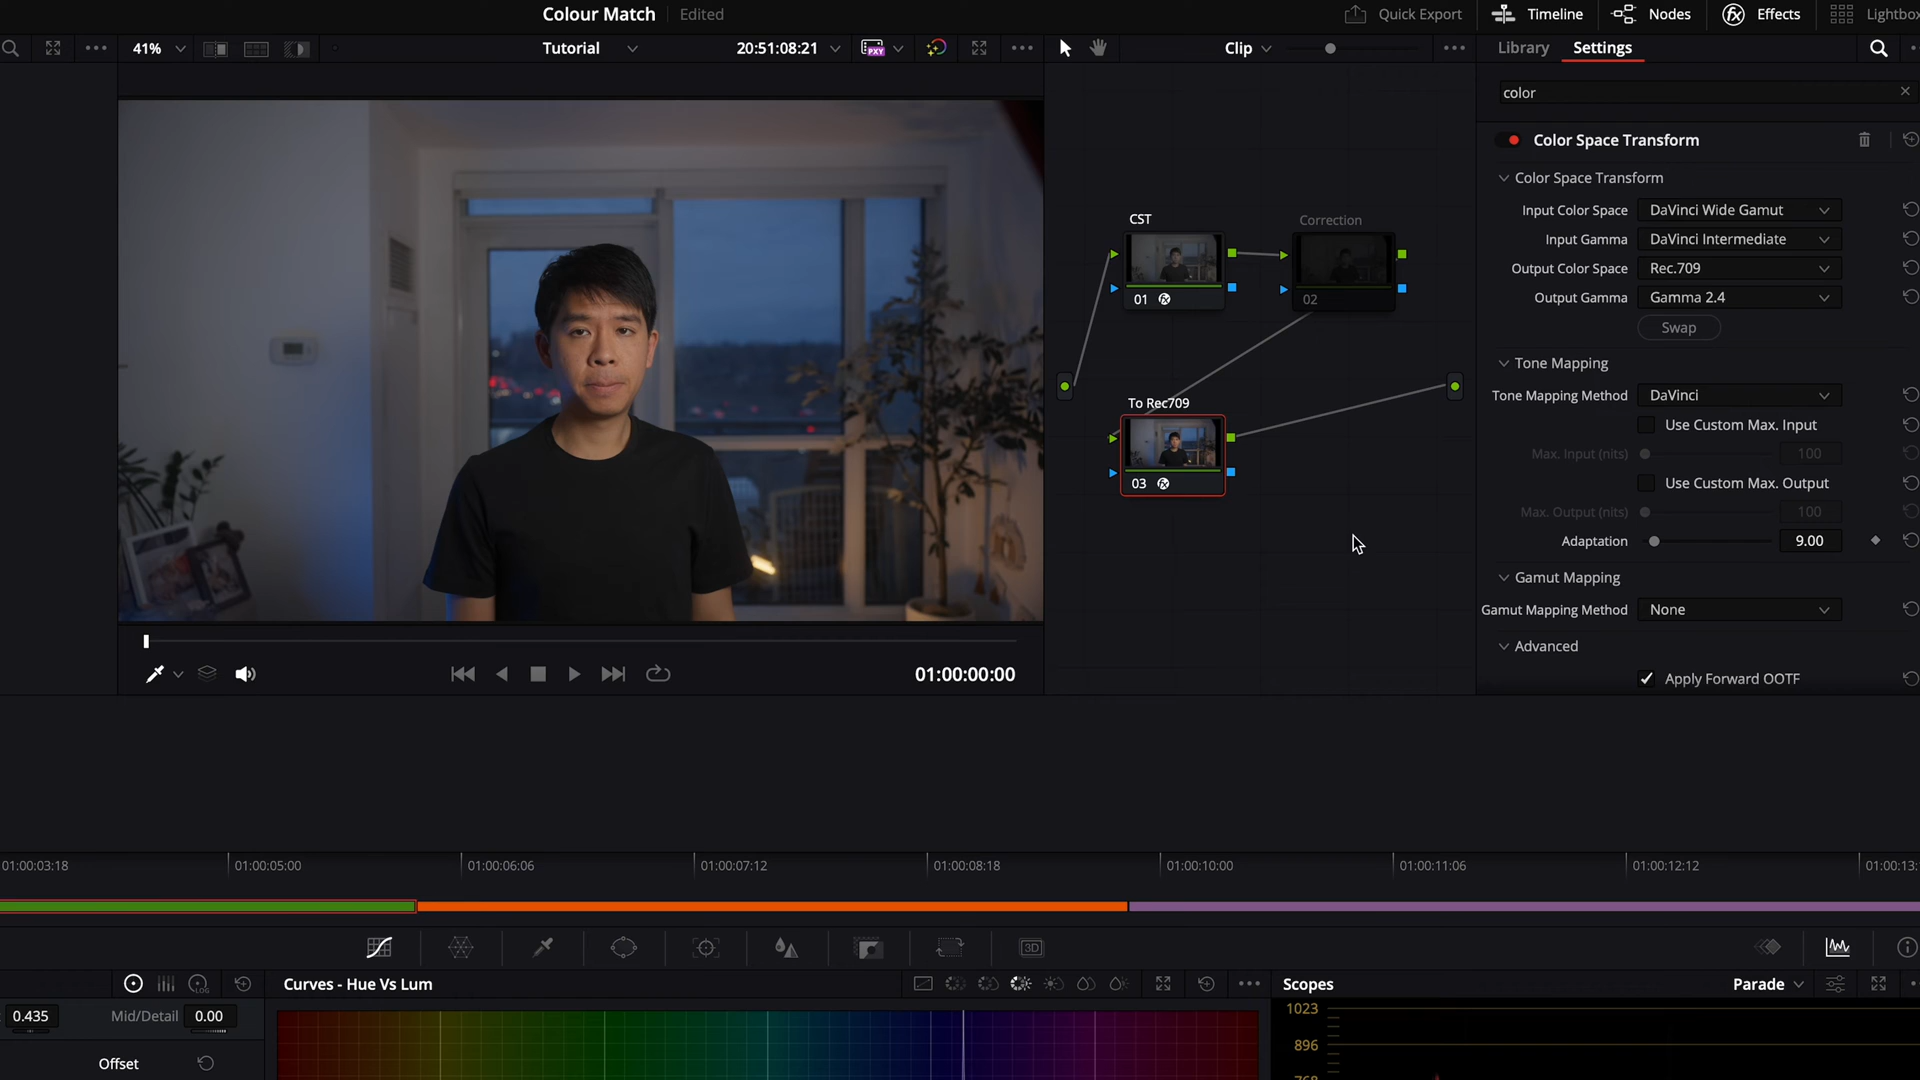 Colour Match Edited Quick Export Timeline Nodes Effects
41% Tutorial 20:51:08:21 PXY Clip Library Settings
color
Color Space Transform
Color Space Transform
Input Color Space DaVinci Wide Gamut
Input Gamma DaVinci Intermediate
Output Color Space Rec.709
Output Gamma Gamma 2.4
Swap
Tone Mapping
Tone Mapping Method DaVinci
Use Custom Max. Input
Max. Input (nits) 100
Use Custom Max. Output
Max. Output (nits) 100
Adaptation 9.00
Gamut Mapping
Gamut Mapping Method None
Advanced
Apply Forward OOTF
CST Correction
01 02
To Rec709
03
01:00:00:00
01:00:03:18 01:00:05:00 01:00:06:06 01:00:07:12 01:00:08:18 01:00:10:00 01:00:11:06 01:00:12:12 01:00:13:
3D
LOG
Curves - Hue Vs Lum
Scopes Parade
0.435 Mid/Detail 0.00
Offset
1023
896